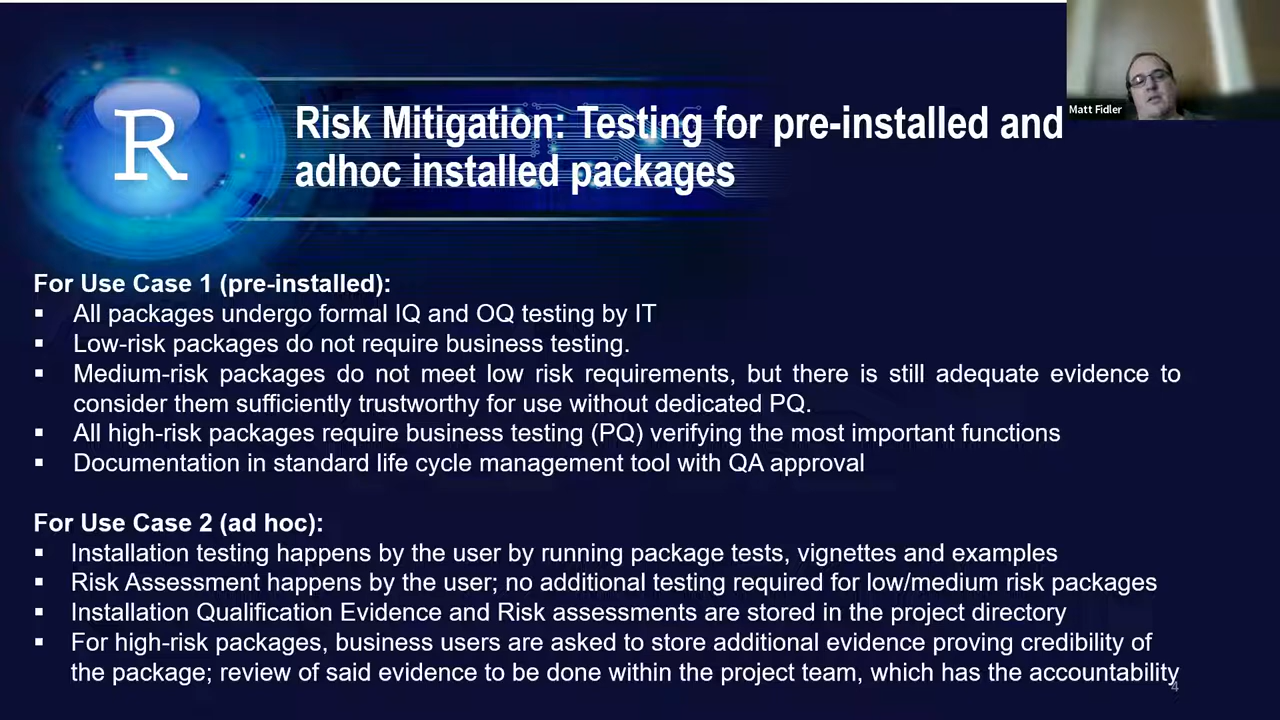 Matt Fidler
R
Risk Mitigation: Testing for pre-installed and
adhoc installed packages
For Use Case 1 (pre-installed):
▪ All packages undergo formal IQ and OQ testing by IT
▪ Low-risk packages do not require business testing.
▪ Medium-risk packages do not meet low risk requirements, but there is still adequate evidence to
consider them sufficiently trustworthy for use without dedicated PQ.
▪ All high-risk packages require business testing (PQ) verifying the most important functions
▪ Documentation in standard life cycle management tool with QA approval
For Use Case 2 (ad hoc):
▪ Installation testing happens by the user by running package tests, vignettes and examples
▪ Risk Assessment happens by the user; no additional testing required for low/medium risk packages
▪ Installation Qualification Evidence and Risk assessments are stored in the project directory
▪ For high-risk packages, business users are asked to store additional evidence proving credibility of
the package; review of said evidence to be done within the project team, which has the accountability
4